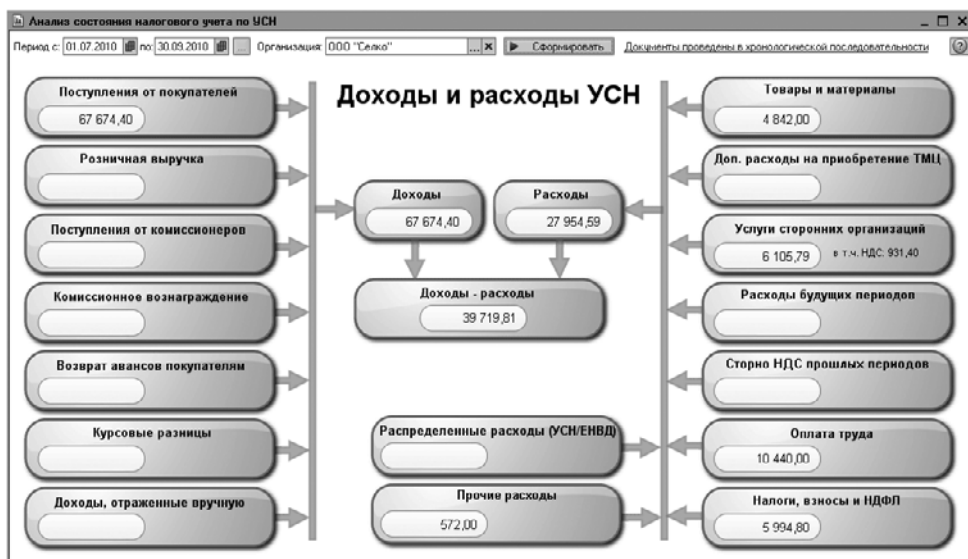 Анализ состояния налогового учета по УСН
Период с: 01.07.2010 по: 30.09.2010 ... Организация: ООО "Селко" ... Сформировать Документы проведены в хронологической последовательности ?
Доходы и расходы УСН
Поступления от покупателей
67 674,40
Розничная выручка
Поступления от комиссионеров
Комиссионное вознаграждение
Возврат авансов покупателям
Курсовые разницы
Доходы, отраженные вручную
Доходы
67 674,40
Расходы
27 954,59
Доходы - расходы
39 719,81
Распределенные расходы (УСН/ЕНВД)
Прочие расходы
572,00
Товары и материалы
4 842,00
Доп. расходы на приобретение ТМЦ
Услуги сторонних организаций
6 105,79 в т.ч. НДС: 931,40
Расходы будущих периодов
Сторно НДС прошлых периодов
Оплата труда
10 440,00
Налоги, взносы и НДФЛ
5 994,80